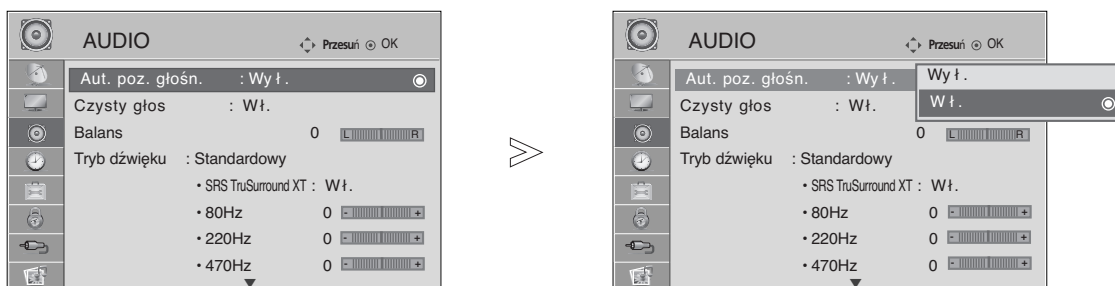 AUDIO Przesuń OK
Aut. poz. głośn. : Wył.
Czysty głos : Wł.
Balans 0 L R
Tryb dźwięku : Standardowy
• SRS TruSurround XT : Wł.
• 80Hz 0 - +
• 220Hz 0 - +
• 470Hz 0 - +
AUDIO Przesuń OK
Aut. poz. głośn. : Wył.
Wył.
Wł.
Czysty głos : Wł.
Balans 0 L R
Tryb dźwięku : Standardowy
• SRS TruSurround XT : Wł.
• 80Hz 0 - +
• 220Hz 0 - +
• 470Hz 0 - +